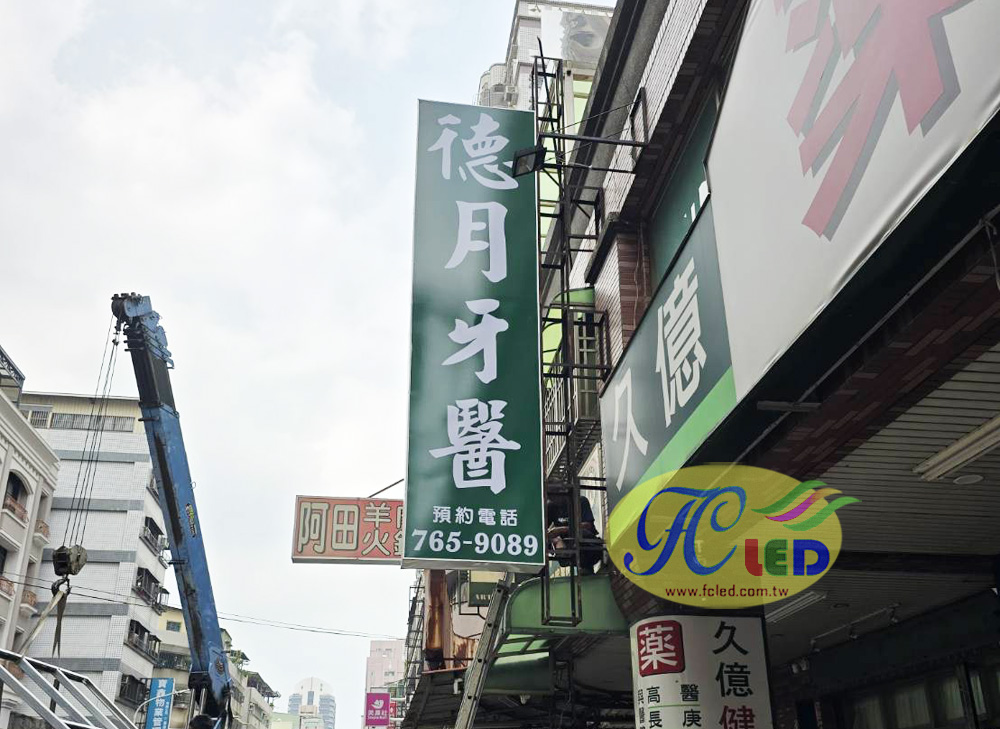 德月牙醫
預約電話
765-9089
阿田羊
火
久億
FC LED
www.fcled.com.tw
藥
久億健
高長
醫庚